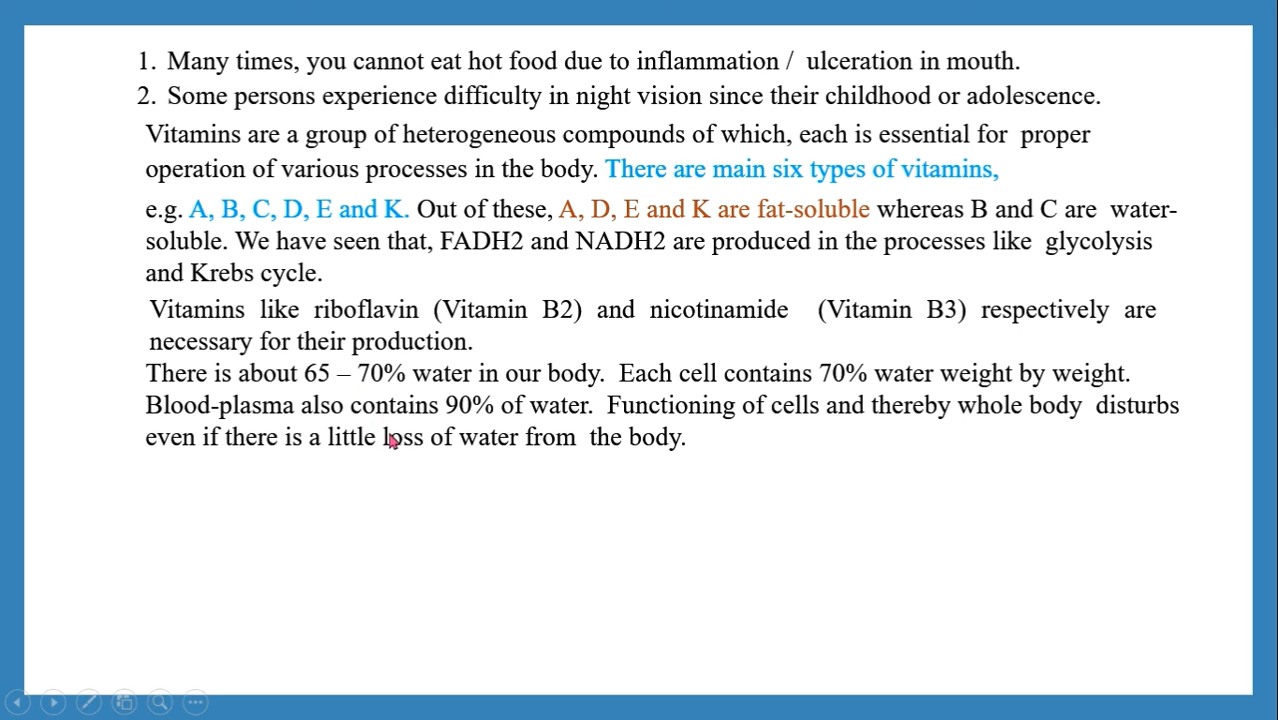 1. Many times, you cannot eat hot food due to inflammation / ulceration in mouth.
2. Some persons experience difficulty in night vision since their childhood or adolescence.
Vitamins are a group of heterogeneous compounds of which, each is essential for proper
operation of various processes in the body. There are main six types of vitamins,
e.g. A, B, C, D, E and K. Out of these, A, D, E and K are fat-soluble whereas B and C are water-
soluble. We have seen that, FADH2 and NADH2 are produced in the processes like glycolysis
and Krebs cycle.
Vitamins like riboflavin (Vitamin B2) and nicotinamide (Vitamin B3) respectively are
necessary for their production.
There is about 65 – 70% water in our body. Each cell contains 70% water weight by weight.
Blood-plasma also contains 90% of water. Functioning of cells and thereby whole body disturbs
even if there is a little loss of water from the body.